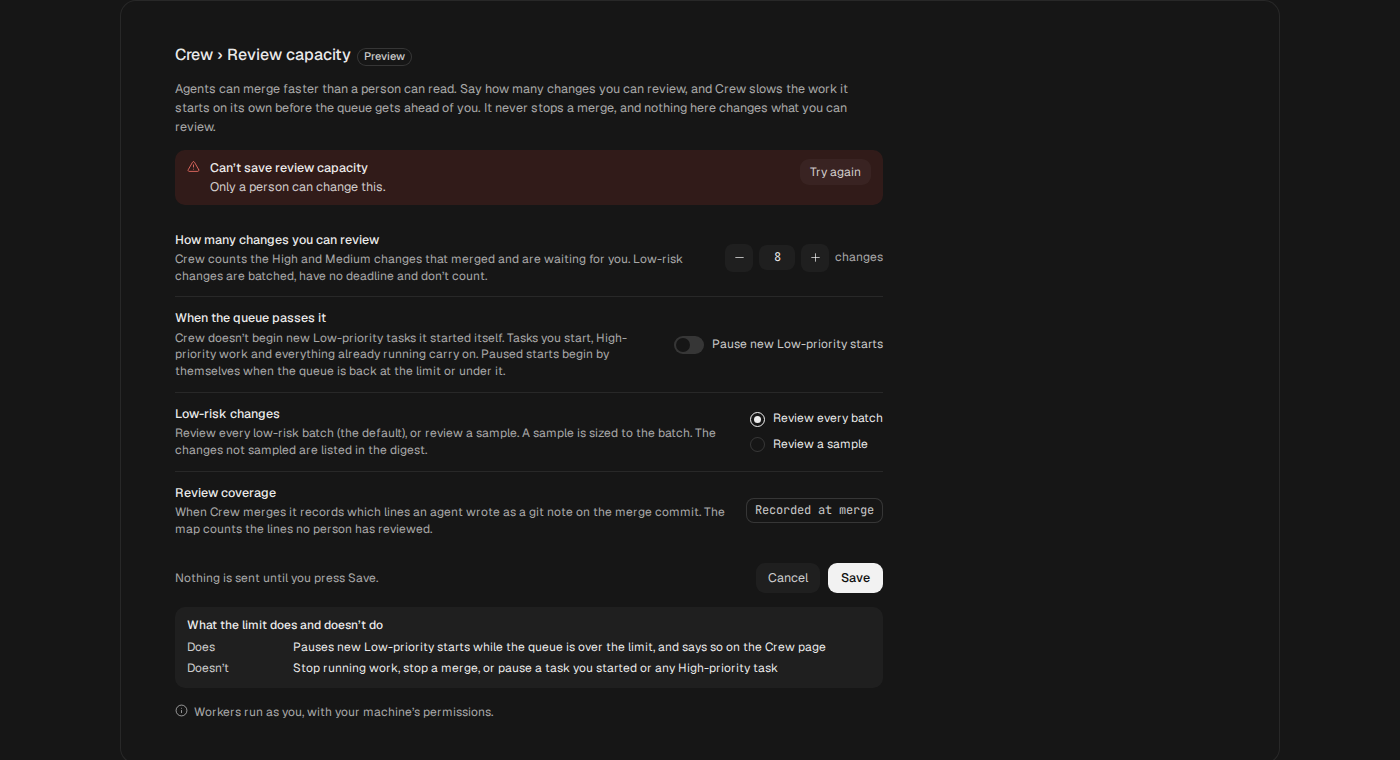 Crew › Review capacity Preview
Agents can merge faster than a person can read. Say how many changes you can review, and Crew slows the work it
starts on its own before the queue gets ahead of you. It never stops a merge, and nothing here changes what you can
review.
Can't save review capacity
Only a person can change this.
Try again
How many changes you can review
Crew counts the High and Medium changes that merged and are waiting for you. Low-risk
changes are batched, have no deadline and don't count.
− 8 + changes
When the queue passes it
Crew doesn't begin new Low-priority tasks it started itself. Tasks you start, High-
priority work and everything already running carry on. Paused starts begin by
themselves when the queue is back at the limit or under it.
Pause new Low-priority starts
Low-risk changes
Review every low-risk batch (the default), or review a sample. A sample is sized to the batch. The
changes not sampled are listed in the digest.
Review every batch
Review a sample
Review coverage
When Crew merges it records which lines an agent wrote as a git note on the merge commit. The
map counts the lines no person has reviewed.
Recorded at merge
Nothing is sent until you press Save.
Cancel Save
What the limit does and doesn't do
Does Pauses new Low-priority starts while the queue is over the limit, and says so on the Crew page
Doesn't Stop running work, stop a merge, or pause a task you started or any High-priority task
Workers run as you, with your machine's permissions.